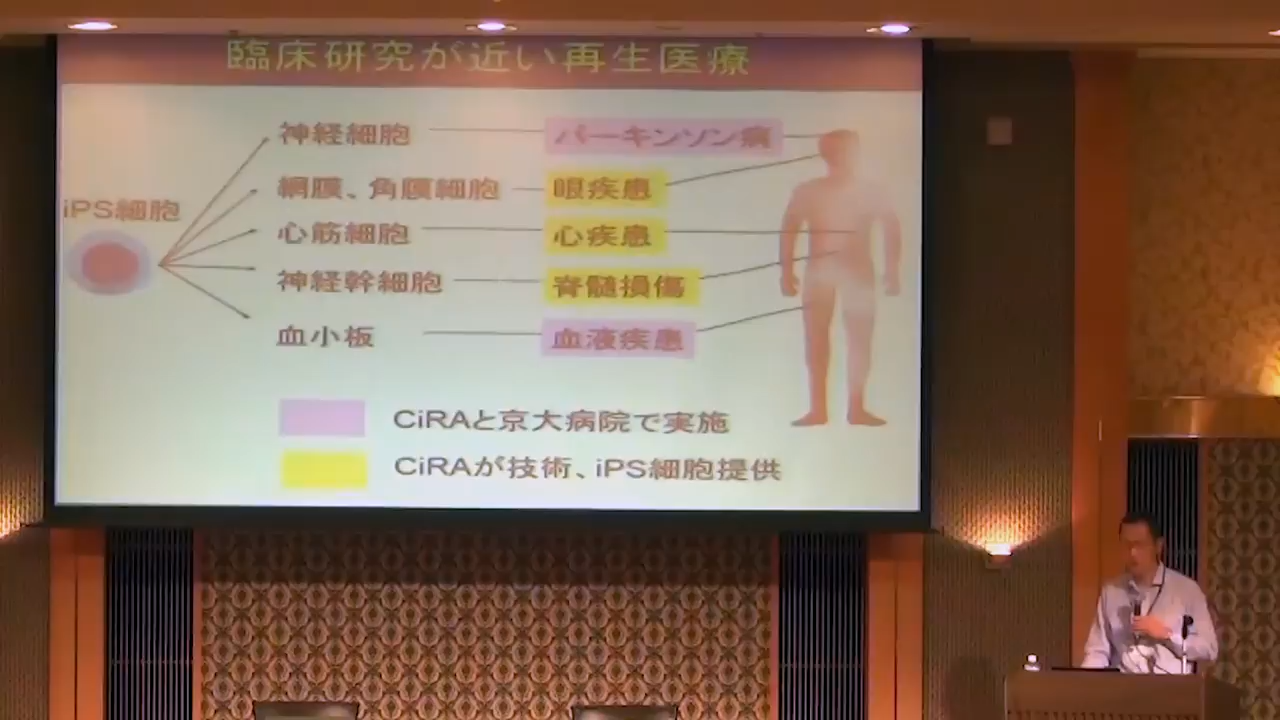 臨床研究が近い再生医療
iPS細胞
神経細胞 パーキンソン病
網膜、角膜細胞 眼疾患
心筋細胞 心疾患
神経幹細胞 脊髄損傷
血小板 血液疾患
CiRAと京大病院で実施
CiRAが技術、iPS細胞提供